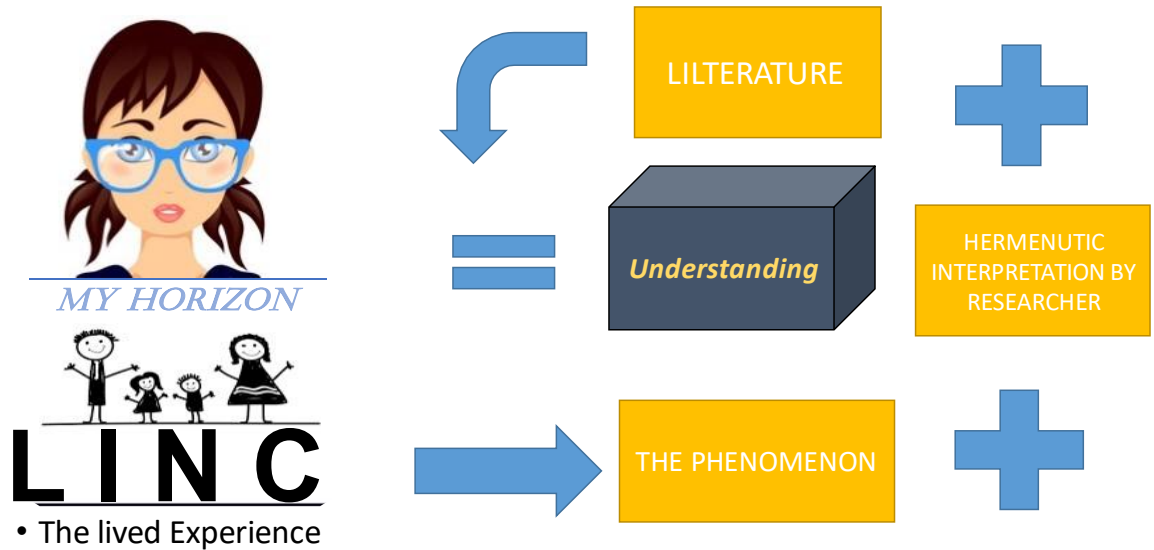 LILTERATURE
Understanding
HERMENUTIC
INTERPRETATION BY
RESEARCHER
MY HORIZON
LINC
THE PHENOMENON
• The lived Experience